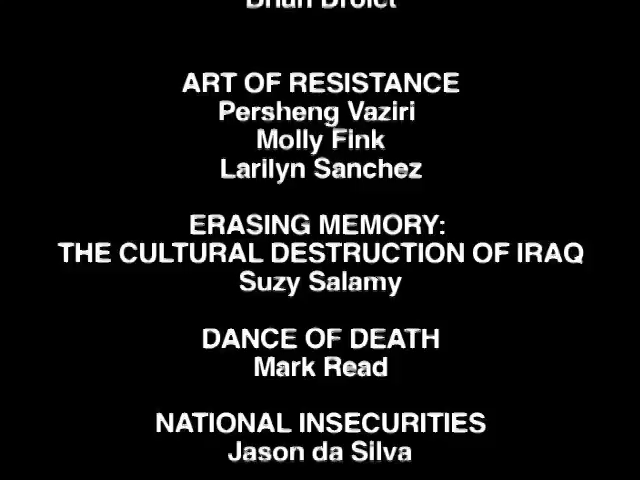 ART OF RESISTANCE
Persheng Vaziri
Molly Fink
Larilyn Sanchez
ERASING MEMORY:
THE CULTURAL DESTRUCTION OF IRAQ
Suzy Salamy
DANCE OF DEATH
Mark Read
NATIONAL INSECURITIES
Jason da Silva